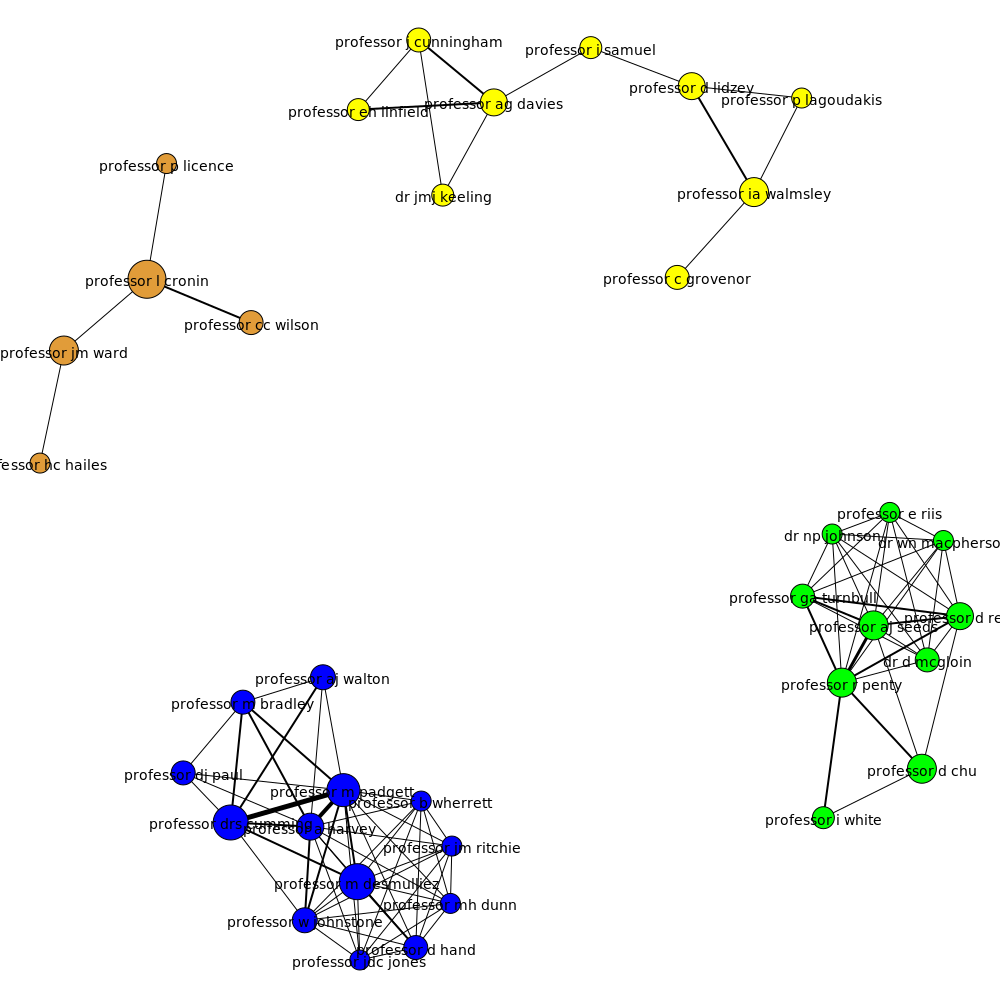 professor j cunningham
professor i samuel
professor d lidzey
professor p lagoudakis
professor eh linfield
professor ag davies
professor p licence
dr jmj keeling
professor ia walmsley
professor l cronin
professor c grovenor
professor cc wilson
professor jm ward
fessor hc hailes
professor e riis
dr np johnson
dr wn macpherso
professor ga turnbull
professor aj seeds
professor d re
dr d mcgloin
professor r penty
professor aj walton
professor m bradley
professor dj paul
professor d chu
professor m padgett
professor b wherrett
professor i white
professor drs cumming
professor a harvey
professor jm ritchie
professor m desmulliez
professor mh dunn
professor w johnstone
professor d hand
professor jdc jones